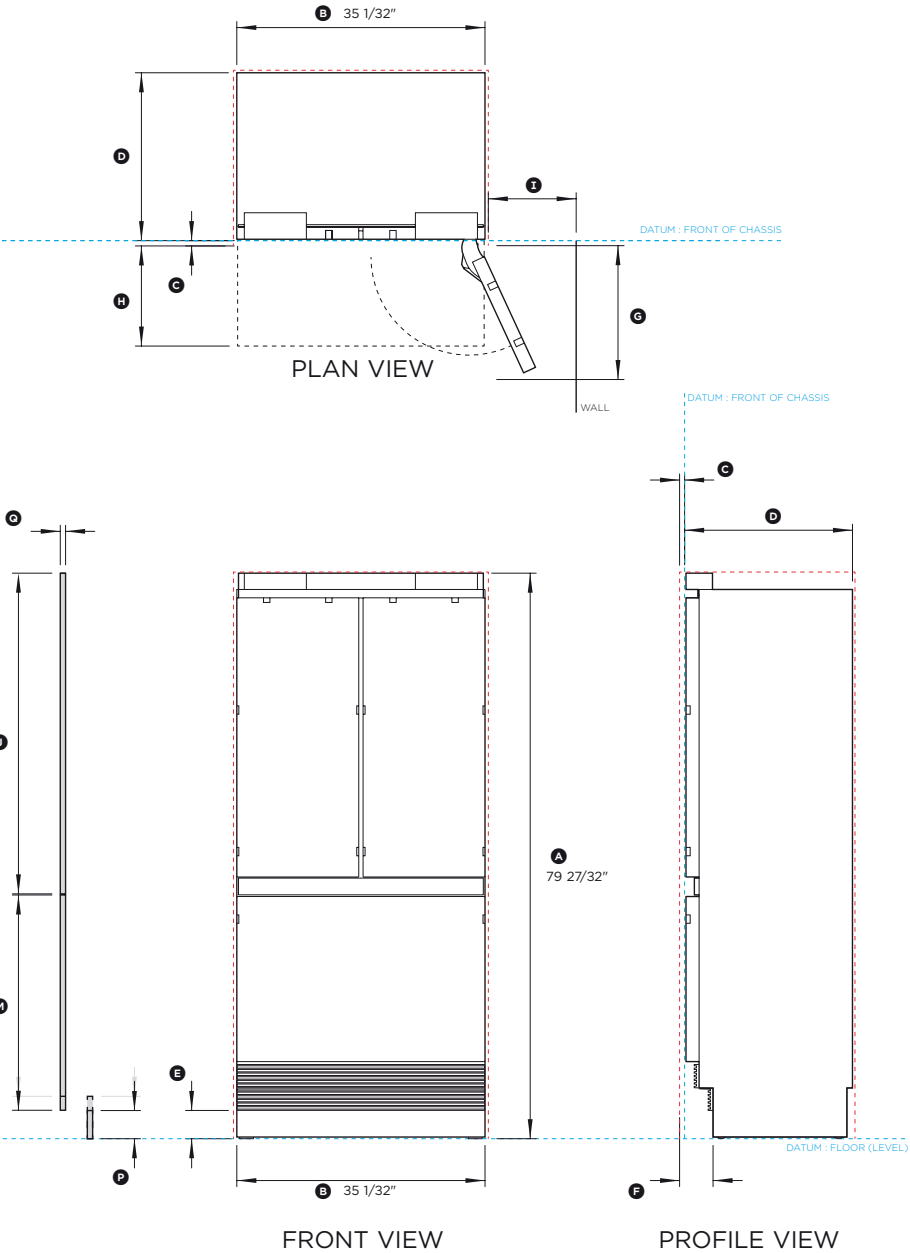 B 35 1/32"
D
I
DATUM : FRONT OF CHASSIS
C
H
G
PLAN VIEW
WALL
DATUM : FRONT OF CHASSIS
C
Q
D
J
A
79 27/32"
M
E
P
DATUM : FLOOR (LEVEL)
B 35 1/32"
F
FRONT VIEW
PROFILE VIEW